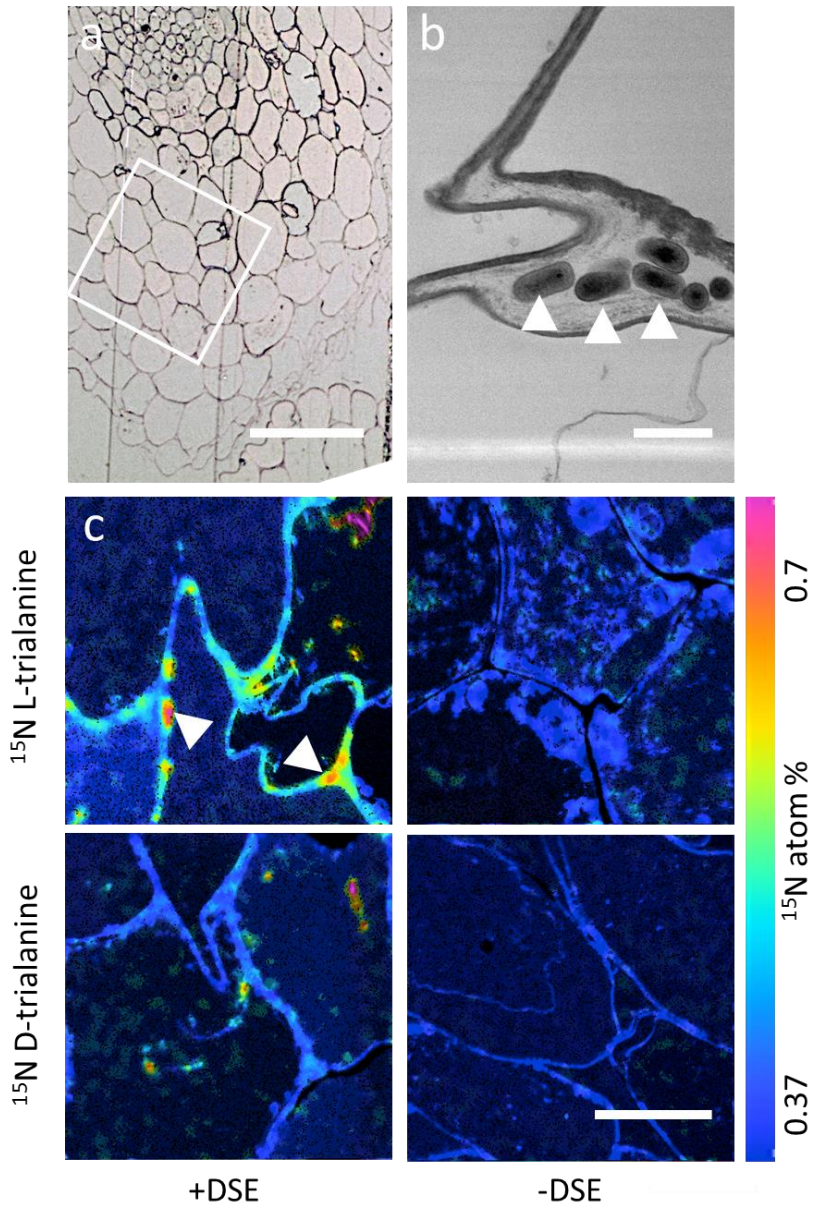 a
b
c
¹⁵N L-trialanine
0.7
¹⁵N atom %
¹⁵N D-trialanine
0.37
+DSE
-DSE